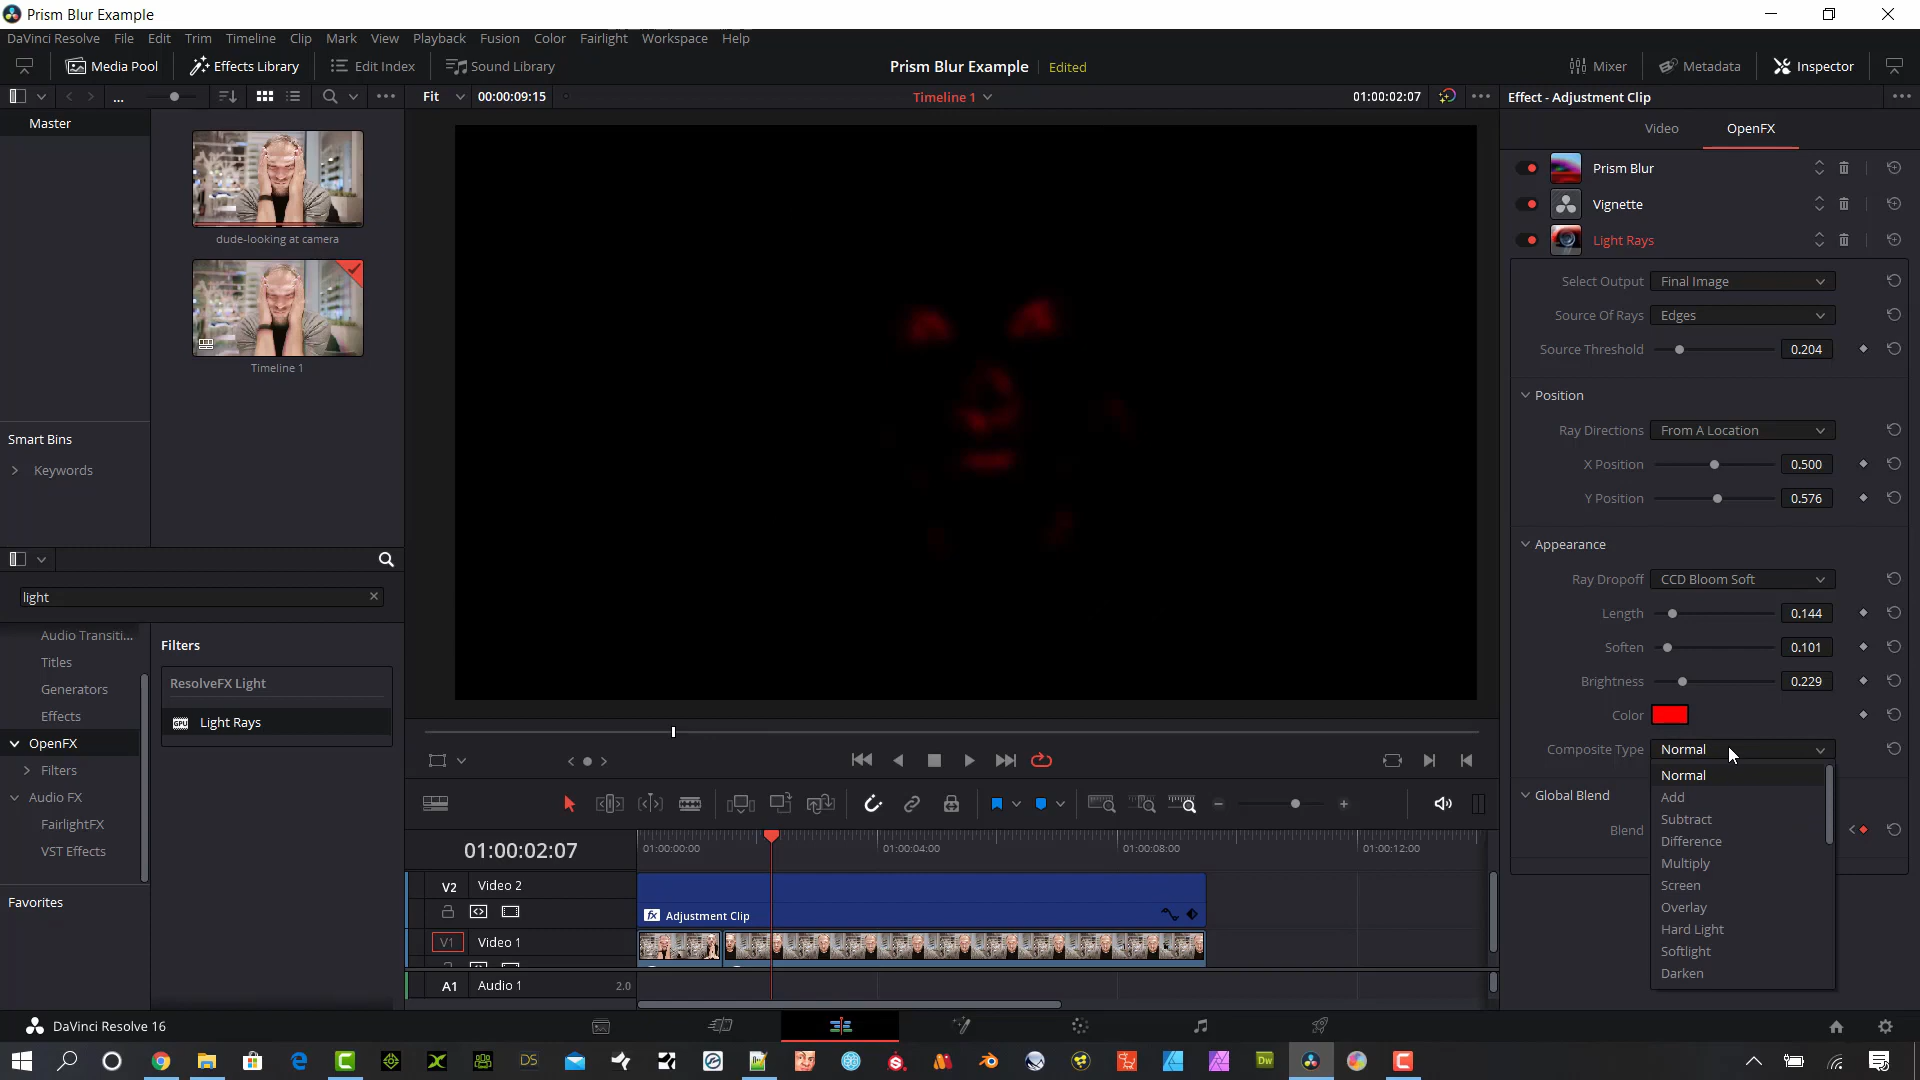 Prism Blur Example
DaVinci Resolve File Edit Trim Timeline Clip Mark View Playback Fusion Color Fairlight Workspace Help
Media Pool Effects Library Edit Index Sound Library Prism Blur Example Edited Mixer Metadata Inspector
... Fit 00:00:09:15 Timeline 1 01:00:02:07 Effect - Adjustment Clip
Master
Video OpenFX
Prism Blur
Vignette
dude-looking at camera
Light Rays
Select Output Final Image
Source Of Rays Edges
Source Threshold 0.204
Timeline 1
Position
Ray Directions From A Location
Smart Bins
X Position 0.500
Keywords
Y Position 0.576
Appearance
Ray Dropoff CCD Bloom Soft
light
Length 0.144
Audio Transiti...
Filters
Soften 0.101
Titles
ResolveFX Light
Brightness 0.229
Generators
Effects
GPU Light Rays
Color
OpenFX
Composite Type Normal
Filters
Normal
Audio FX
Add
Global Blend
FairlightFX
Subtract
Blend
VST Effects
Difference
Multiply
Screen
Overlay
Hard Light
Softlight
Darken
01:00:02:07
01:00:00:00 01:00:04:00 01:00:08:00 01:00:12:00
Favorites
V2 Video 2
fx Adjustment Clip
V1 Video 1
A1 Audio 1 2.0
DaVinci Resolve 16
DS
Dw